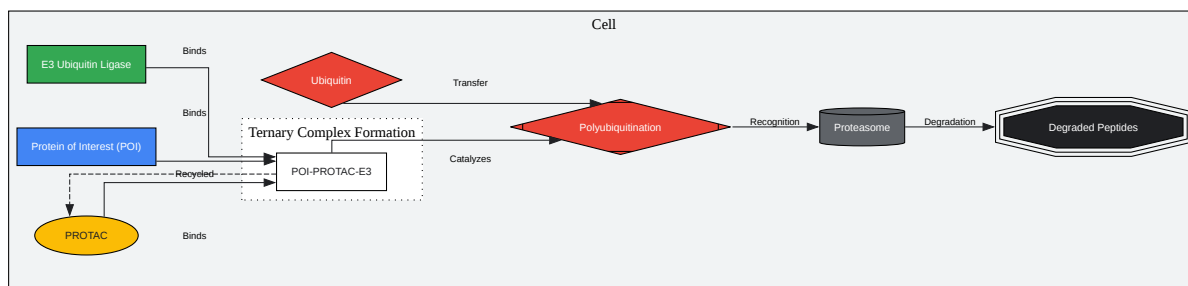 Cell
E3 Ubiquitin Ligase
Binds
Ubiquitin
Transfer
Binds
Protein of Interest (POI)
Ternary Complex Formation
Polyubiquitination
Recognition
Proteasome
Degradation
Degraded Peptides
Catalyzes
POI-PROTAC-E3
Recycled
PROTAC
Binds